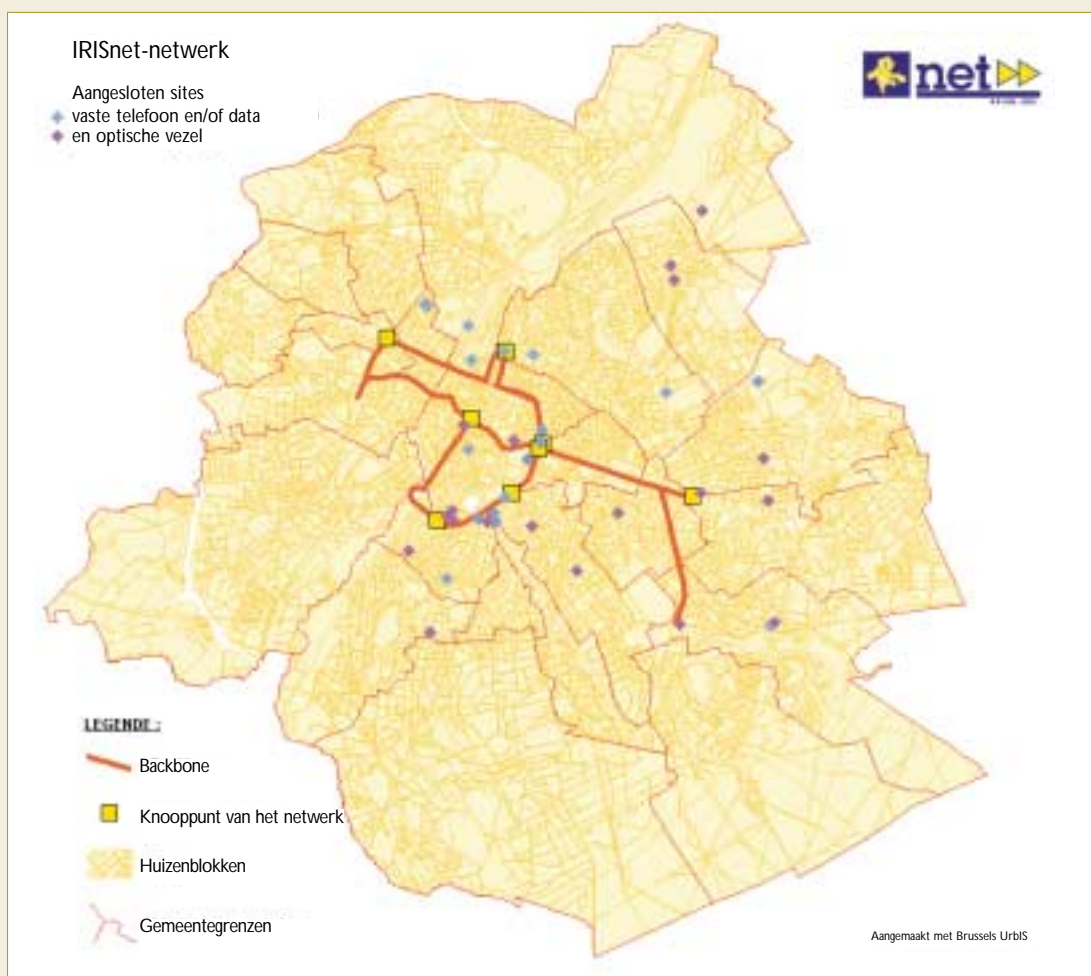 IRISnet-netwerk
Aangesloten sites
vaste telefoon en/of data
en optische vezel
net
LEGENDE :
Backbone
Knooppunt van het netwerk
Huizenblokken
Gemeentegrenzen
Aangemaakt met Brussels UrbIS